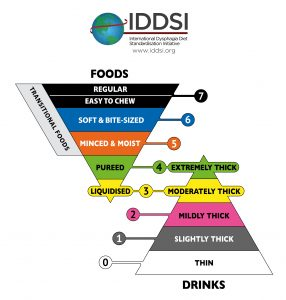 IDDSI
International Dysphagia Diet
Standardisation Initiative
www.iddsi.org
FOODS
TRANSITIONAL FOODS
REGULAR
EASY TO CHEW
7
SOFT & BITE-SIZED
6
MINCED & MOIST
5
PUREED
4
EXTREMELY THICK
LIQUIDISED
3
MODERATELY THICK
2
MILDLY THICK
1
SLIGHTLY THICK
0
THIN
DRINKS